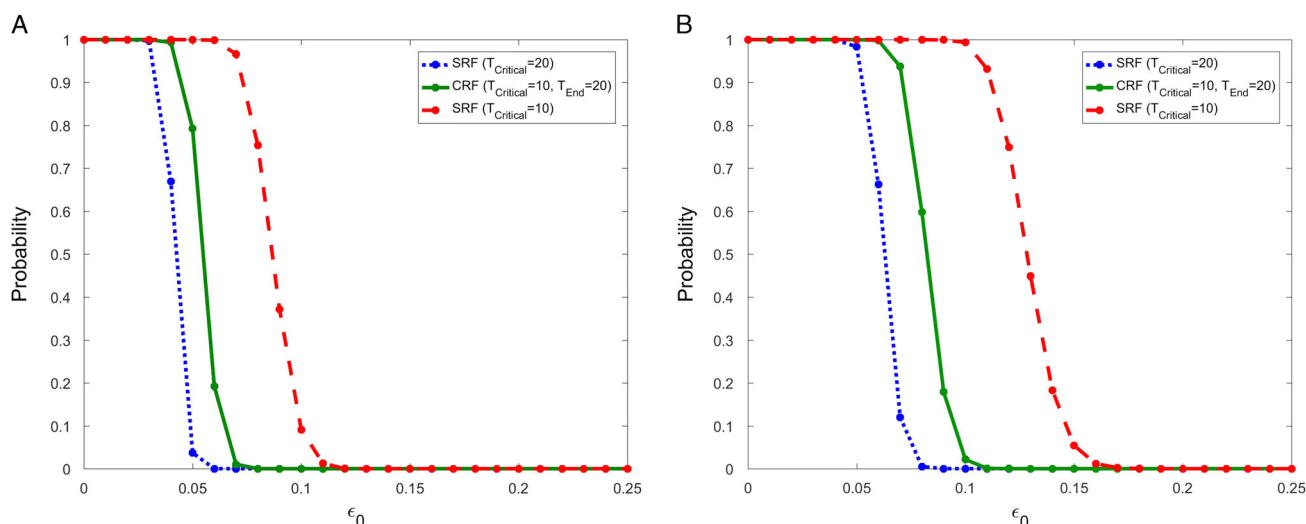 A
1
0.9
0.8
0.7
0.6
0.5
0.4
0.3
0.2
0.1
0
Probability
0
0.05
0.1
0.15
0.2
0.25
ϵ0
SRF (TCritical=20)
CRF (TCritical=10, TEnd=20)
SRF (TCritical=10)
B
1
0.9
0.8
0.7
0.6
0.5
0.4
0.3
0.2
0.1
0
Probability
0
0.05
0.1
0.15
0.2
0.25
ϵ0
SRF (TCritical=20)
CRF (TCritical=10, TEnd=20)
SRF (TCritical=10)